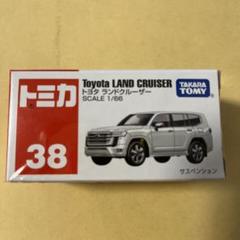 トミカ
Toyota LAND CRUISER
トヨタ ランドクルーザー
SCALE 1/66
TAKARA
TOMY
38
サスペンション